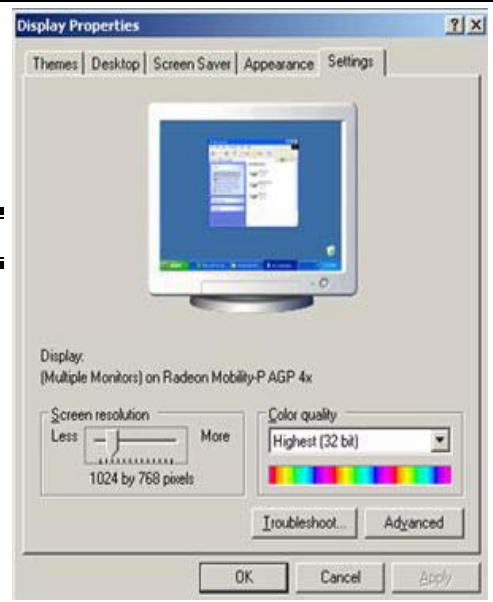 Display Properties
Themes Desktop Screen Saver Appearance Settings
Display:
(Multiple Monitors) on Radeon Mobility-P AGP 4x
Screen resolution
Less More
1024 by 768 pixels
Color quality
Highest (32 bit)
Troubleshoot... Advanced
OK Cancel Apply